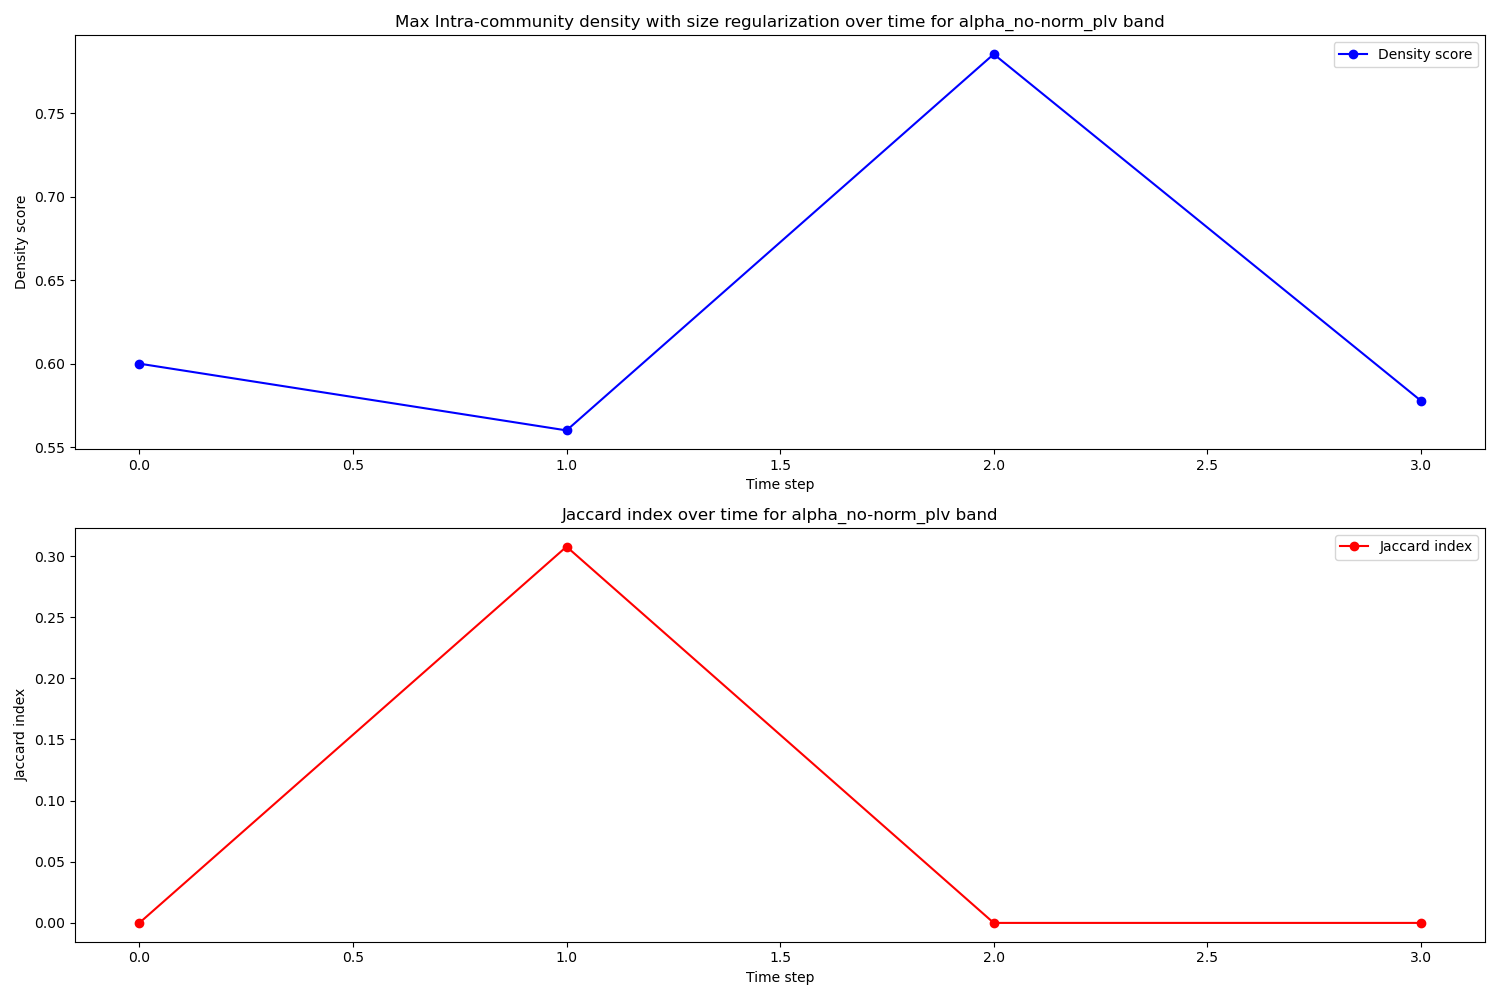 Max Intra-community density with size regularization over time for alpha_no-norm_plv band
Density score
0.75
0.70
0.65
0.60
0.55
Density score
0.0 0.5 1.0 1.5 2.0 2.5 3.0
Time step
Jaccard index over time for alpha_no-norm_plv band
Jaccard index
0.30
0.25
0.20
0.15
0.10
0.05
0.00
Jaccard index
0.0 0.5 1.0 1.5 2.0 2.5 3.0
Time step